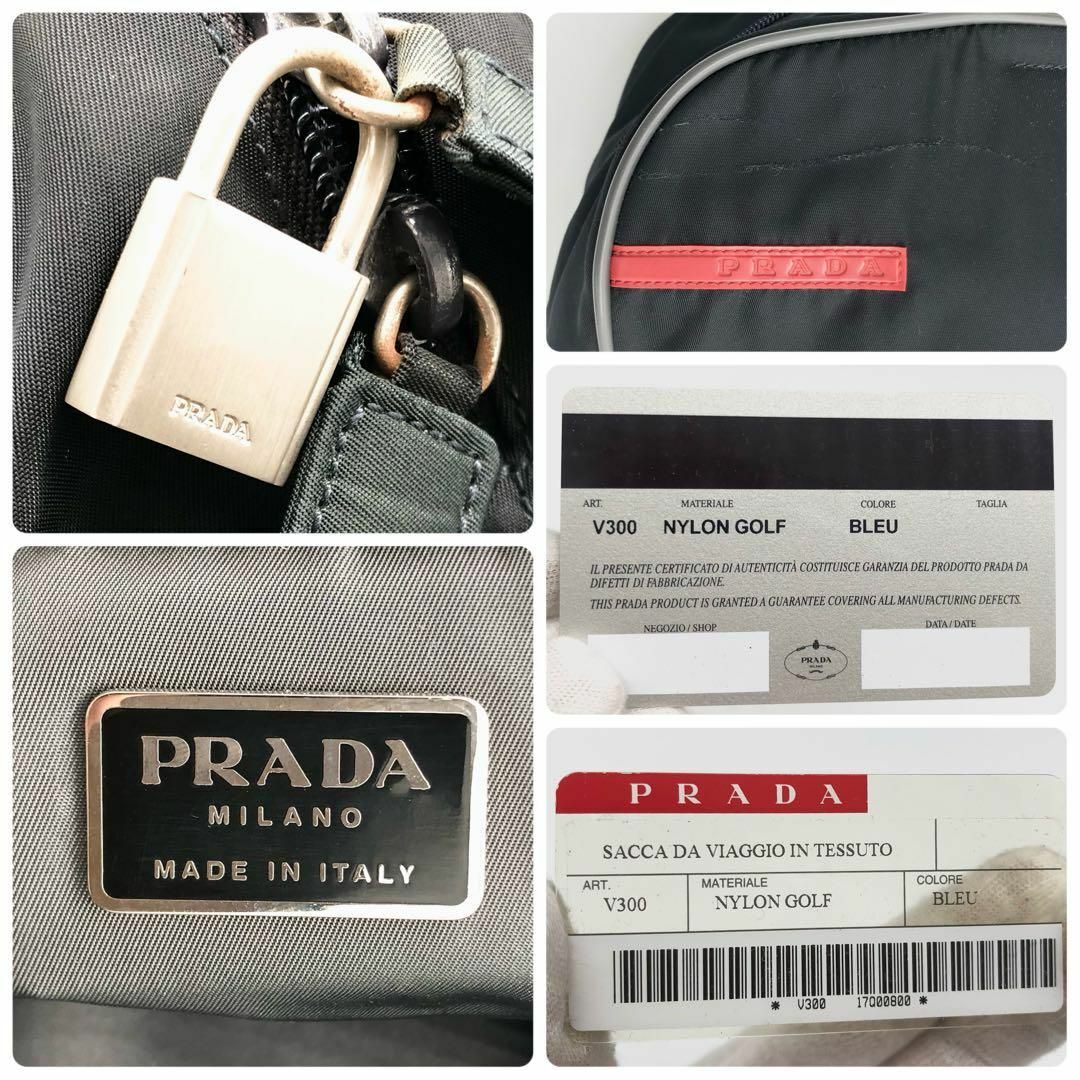 PRADA
PRADA
ART. MATERIALE COLORE TAGLIA
V300 NYLON GOLF BLEU
IL PRESENTE CERTIFICATO DI AUTENTICITÀ COSTITUISCE GARANZIA DEL PRODOTTO PRADA DA
DIFETTI DI FABBRICAZIONE.
THIS PRADA PRODUCT IS GRANTED A GUARANTEE COVERING ALL MANUFACTURING DEFECTS.
NEGOZIO / SHOP DATA / DATE
PRADA
MILANO
PRADA
MILANO
MADE IN ITALY
PRADA
SACCA DA VIAGGIO IN TESSUTO
ART. MATERIALE COLORE
V300 NYLON GOLF BLEU
* V300 17Q00800 *